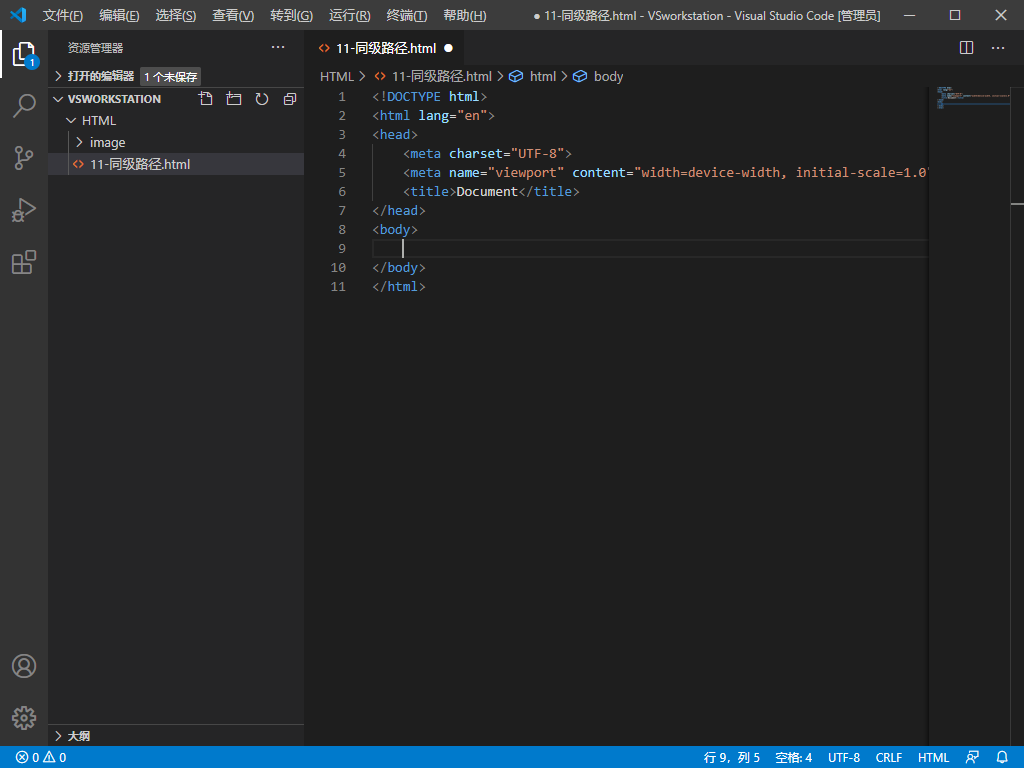 文件(F) 编辑(E) 选择(S) 查看(V) 转到(G) 运行(R) 终端(T) 帮助(H) ● 11-同级路径.html - VSworkstation - Visual Studio Code [管理员]
资源管理器
打开的编辑器 1 个未保存
VSWORKSTATION
HTML
image
11-同级路径.html
大纲
1
11-同级路径.html ●
HTML > 11-同级路径.html > html > body
1 <!DOCTYPE html>
2 <html lang="en">
3 <head>
4     <meta charset="UTF-8">
5     <meta name="viewport" content="width=device-width, initial-scale=1.0
6     <title>Document</title>
7 </head>
8 <body>
9
10 </body>
11 </html>
0 0 行 9，列 5 空格: 4 UTF-8 CRLF HTML